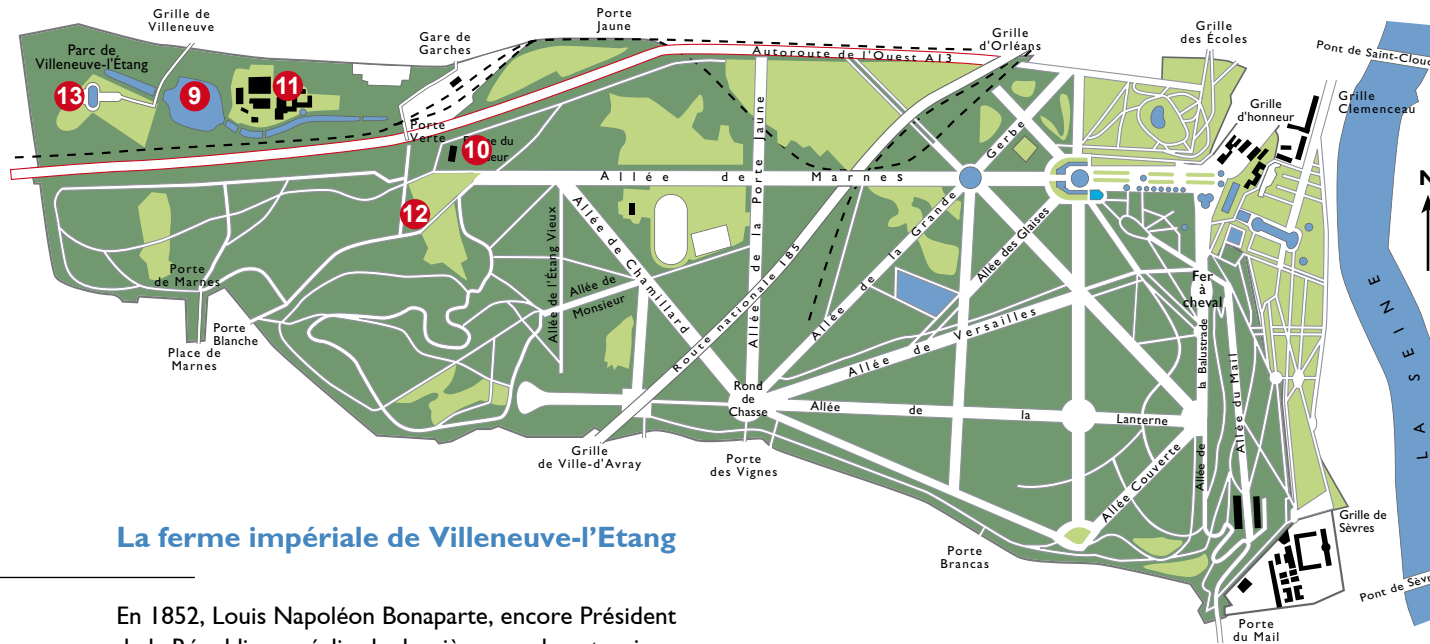 Grille de
Villeneuve
Parc de
Villeneuve-l'Étang
13
9
11
Gare de
Garches
Porte
Jaune
Autoroute de l'Ouest A13
Grille
d'Orléans
Grille
des Écoles
Pont de Saint-Cloud
Grille
Clemenceau
Grille
d'honneur
Porte
Verte
10
du
eur
12
Allée de Marnes
Gerbe
Allée de la Grande
Allée des Glaises
Allée de la Porte Jaune
Route nationale 185
Allée de Chamillard
Allée de l'Étang Vieux
Allée de
Monsieur
Porte
de Marnes
Porte
Blanche
Place de
Marnes
Fer
à
cheval
Allée de Versailles
Allée de la Balustrade
Allée du Mail
Rond
de
Chasse
Allée de la Lanterne
Allée Couverte
Grille
de Ville-d'Avray
Porte
des Vignes
Porte
Brancas
Grille de
Sèvres
Pont de Sèvr
Porte
du Mail
LA SEINE
N
La ferme impériale de Villeneuve-l'Etang
En 1852, Louis Napoléon Bonaparte, encore Président